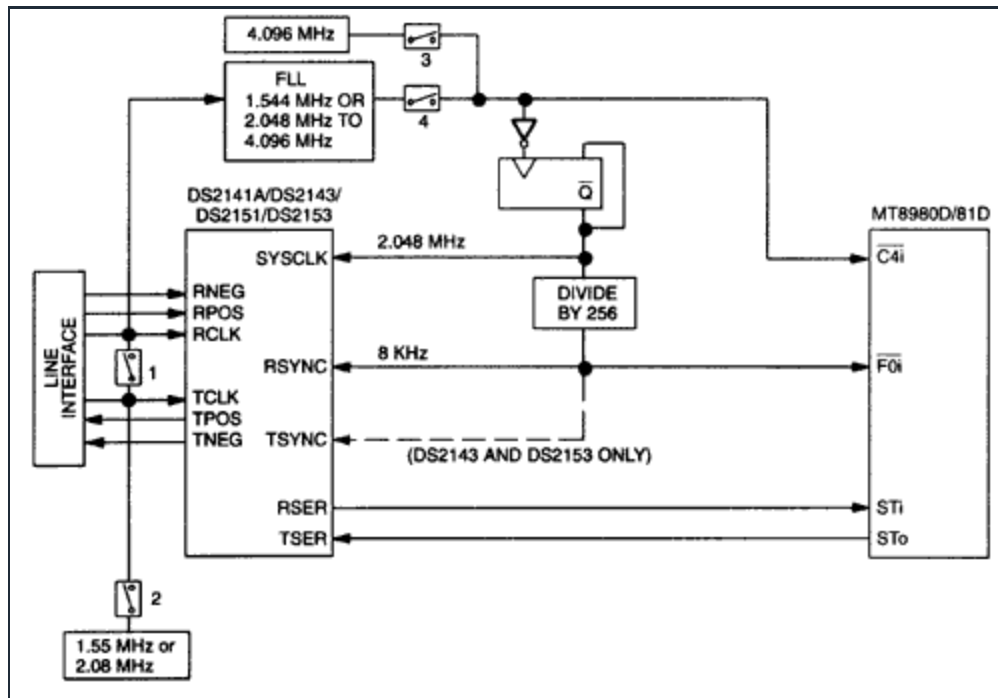 4.096 MHz
3
FLL
1.544 MHz OR
2.048 MHz TO
4.096 MHz
4
Q̅
DS2141A/DS2143/
DS2151/DS2153
MT8980D/81D
SYSCLK
2.048 MHz
C̅4̅i̅
DIVIDE
BY 256
LINE
INTERFACE
RNEG
RPOS
RCLK
1
RSYNC
8 KHz
F̅0̅i̅
TCLK
TPOS
TNEG
TSYNC
(DS2143 AND DS2153 ONLY)
RSER
STi
TSER
STo
2
1.55 MHz or
2.08 MHz